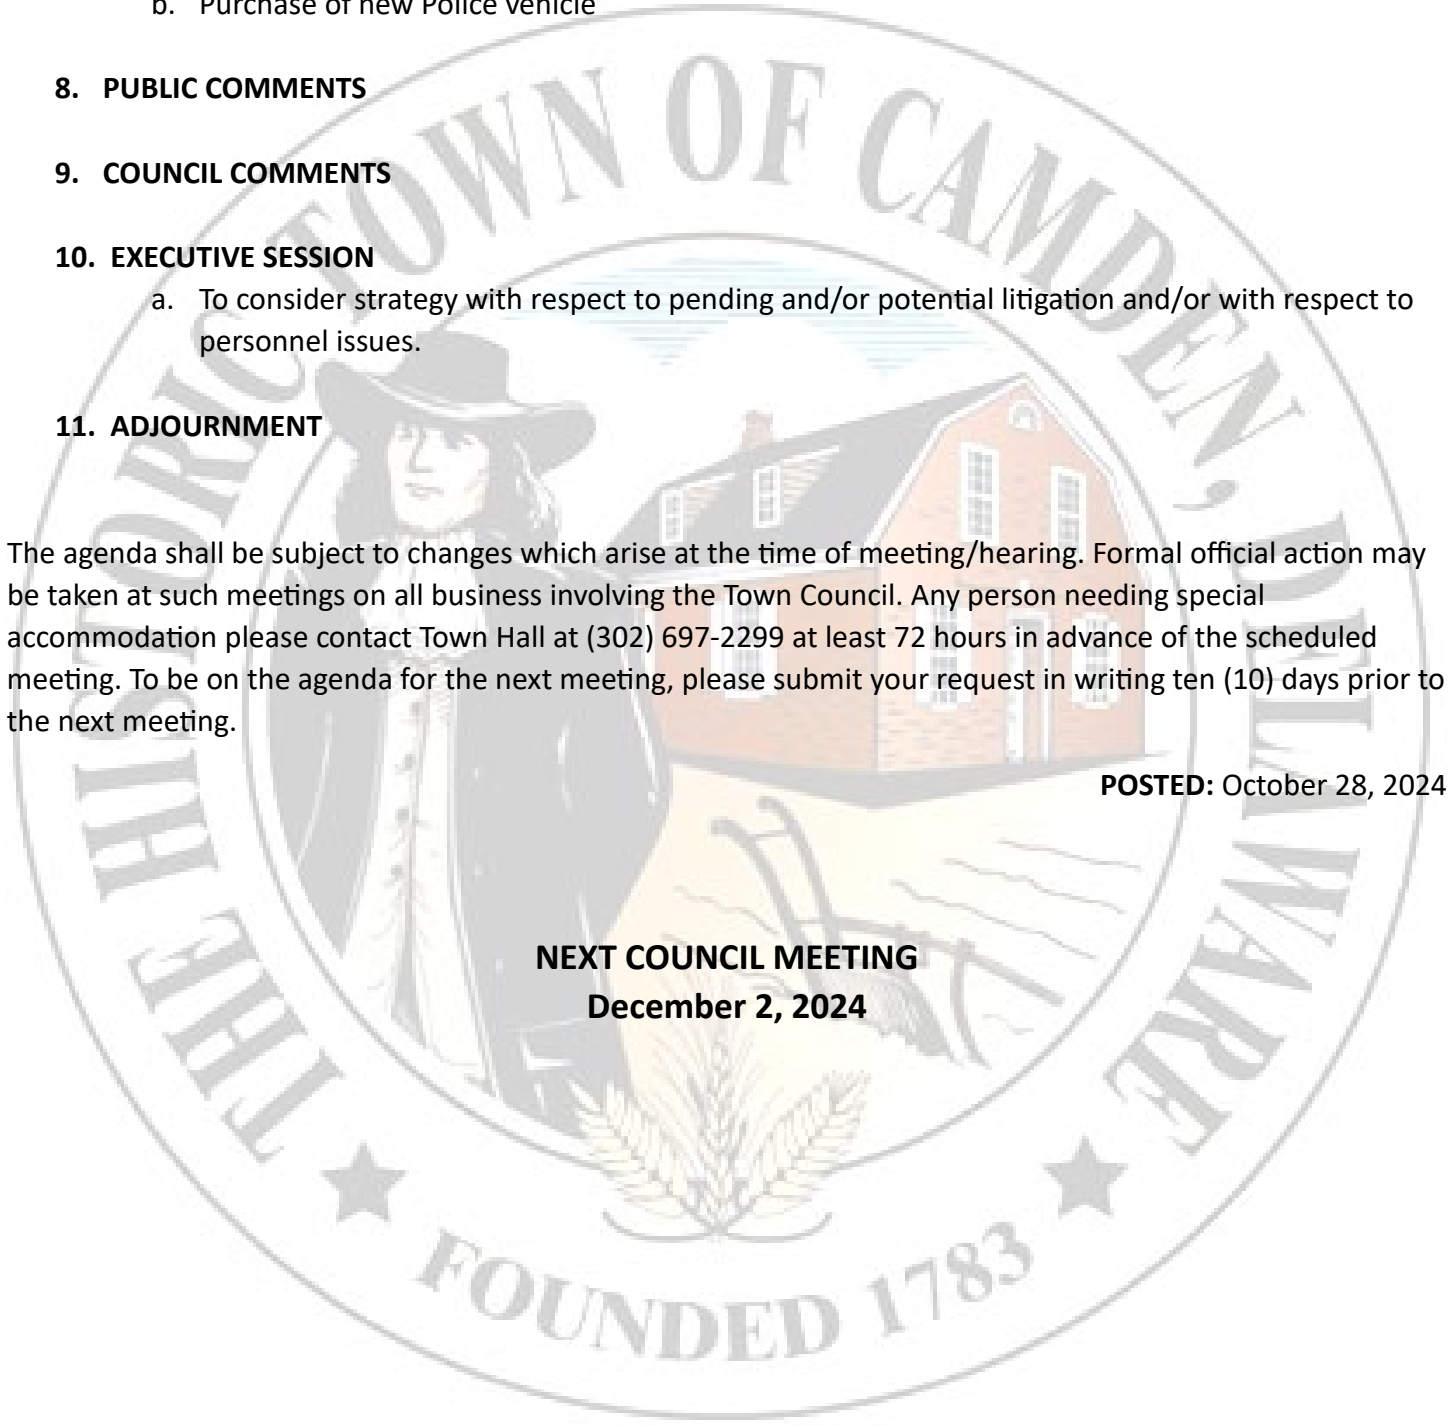 b. Purchase of new Police vehicle
8. PUBLIC COMMENTS
9. COUNCIL COMMENTS
10. EXECUTIVE SESSION
a. To consider strategy with respect to pending and/or potential litigation and/or with respect to
personnel issues.
11. ADJOURNMENT
The agenda shall be subject to changes which arise at the time of meeting/hearing. Formal official action may
be taken at such meetings on all business involving the Town Council. Any person needing special
accommodation please contact Town Hall at (302) 697-2299 at least 72 hours in advance of the scheduled
meeting. To be on the agenda for the next meeting, please submit your request in writing ten (10) days prior to
the next meeting.
POSTED: October 28, 2024
NEXT COUNCIL MEETING
December 2, 2024
THE HISTORIC TOWN OF CAMDEN, DELAWARE
FOUNDED 1783